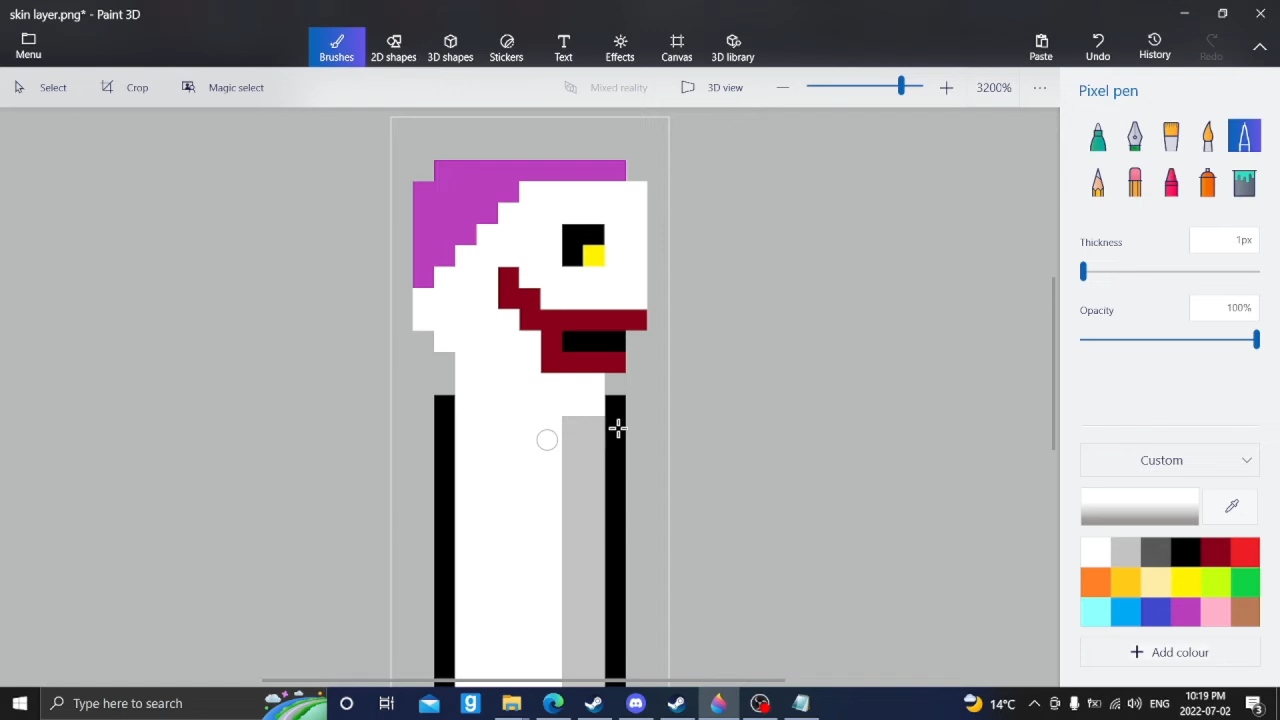 skin layer.png* - Paint 3D
Menu
Brushes 2D shapes 3D shapes Stickers Text Effects Canvas 3D library Paste Undo History Redo
Select Crop Magic select Mixed reality 3D view 3200% ...
Pixel pen
Thickness 1px
Opacity 100%
Custom
+ Add colour
Type here to search
14°C ENG 10:19 PM 2022-07-02 3